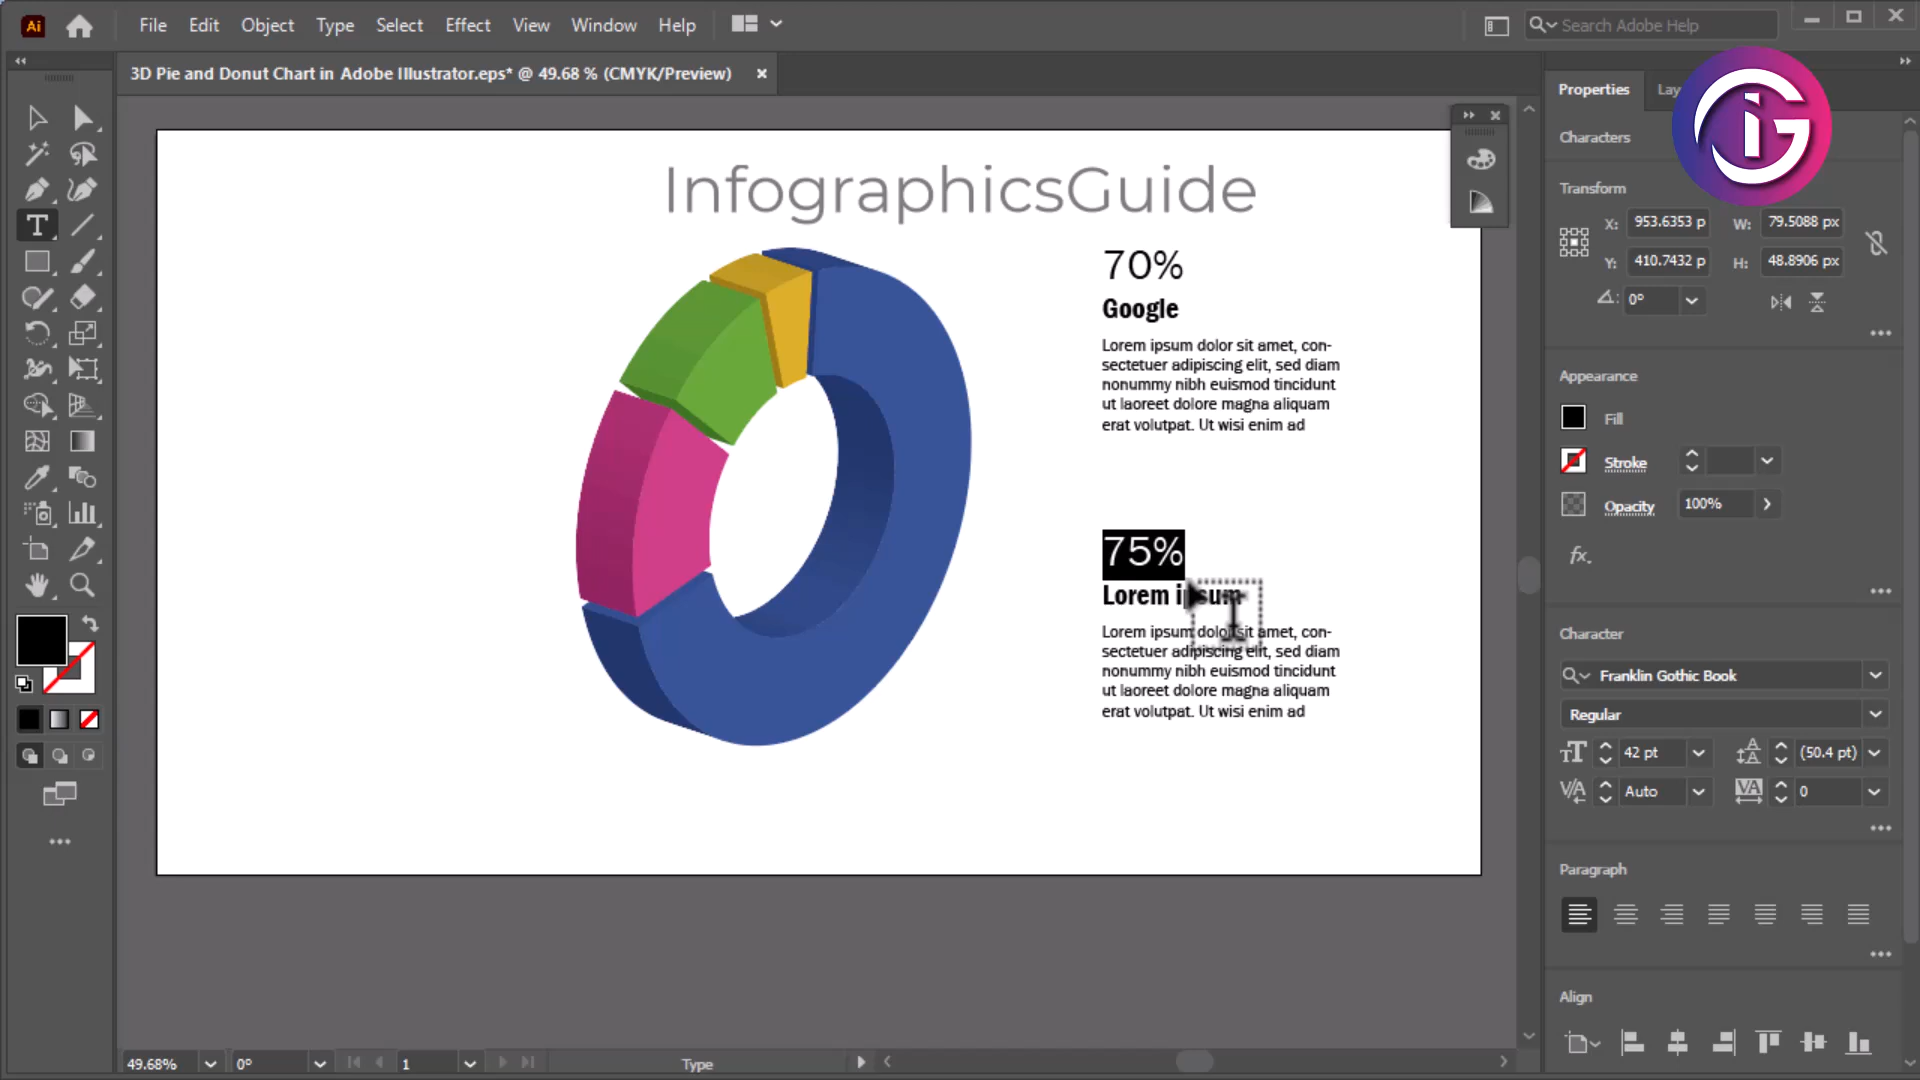 Ai
File Edit Object Type Select Effect View Window Help
Search Adobe Help
3D Pie and Donut Chart in Adobe Illustrator.eps* @ 49.68 % (CMYK/Preview)
InfographicsGuide
70%
Google
Lorem ipsum dolor sit amet, con-
sectetuer adipiscing elit, sed diam
nonummy nibh euismod tincidunt
ut laoreet dolore magna aliquam
erat volutpat. Ut wisi enim ad
75%
Lorem ipsum
Lorem ipsum dolor sit amet, con-
sectetuer adipiscing elit, sed diam
nonummy nibh euismod tincidunt
ut laoreet dolore magna aliquam
erat volutpat. Ut wisi enim ad
49.68%
0°
1
Type
Properties
Lay
iG
Characters
Transform
X: 953.6353 p W: 79.5088 px
Y: 410.7432 p H: 48.8906 px
0°
Appearance
Fill
Stroke
Opacity 100%
fx.
Character
Franklin Gothic Book
Regular
42 pt (50.4 pt)
Auto 0
Paragraph
Align